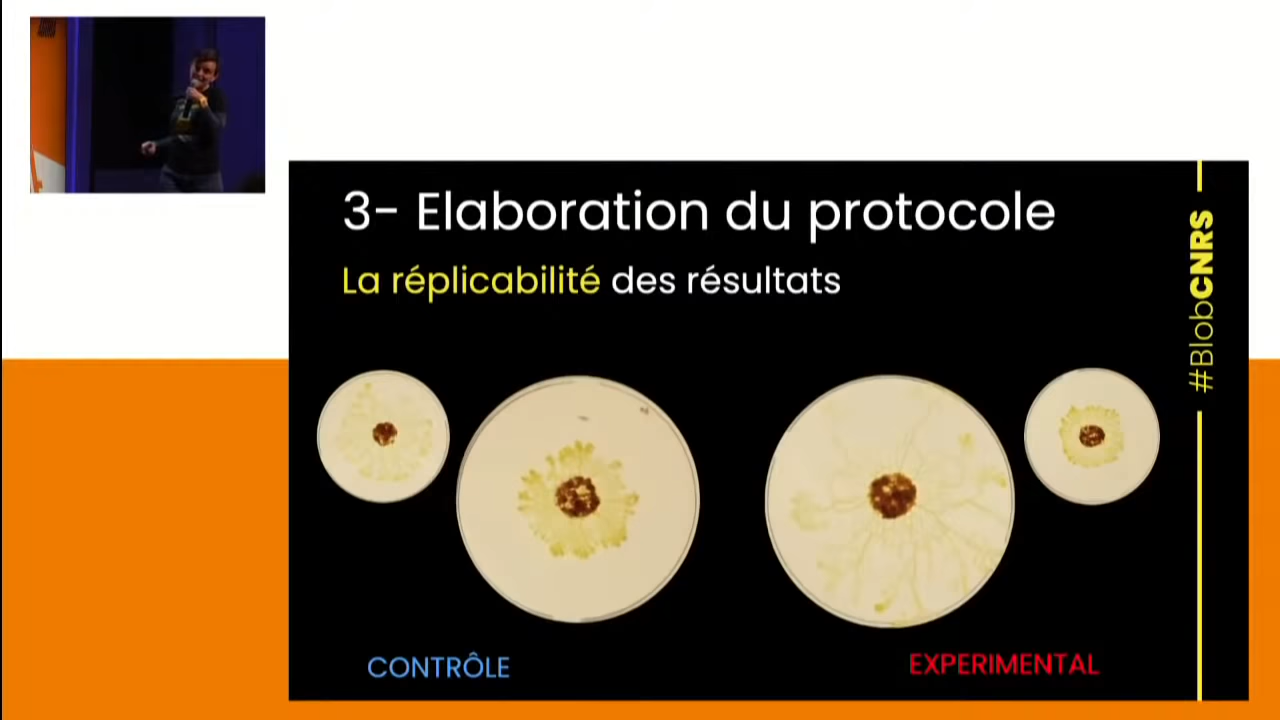 3- Elaboration du protocole
La réplicabilité des résultats
#BlobCNRS
CONTRÔLE
EXPERIMENTAL